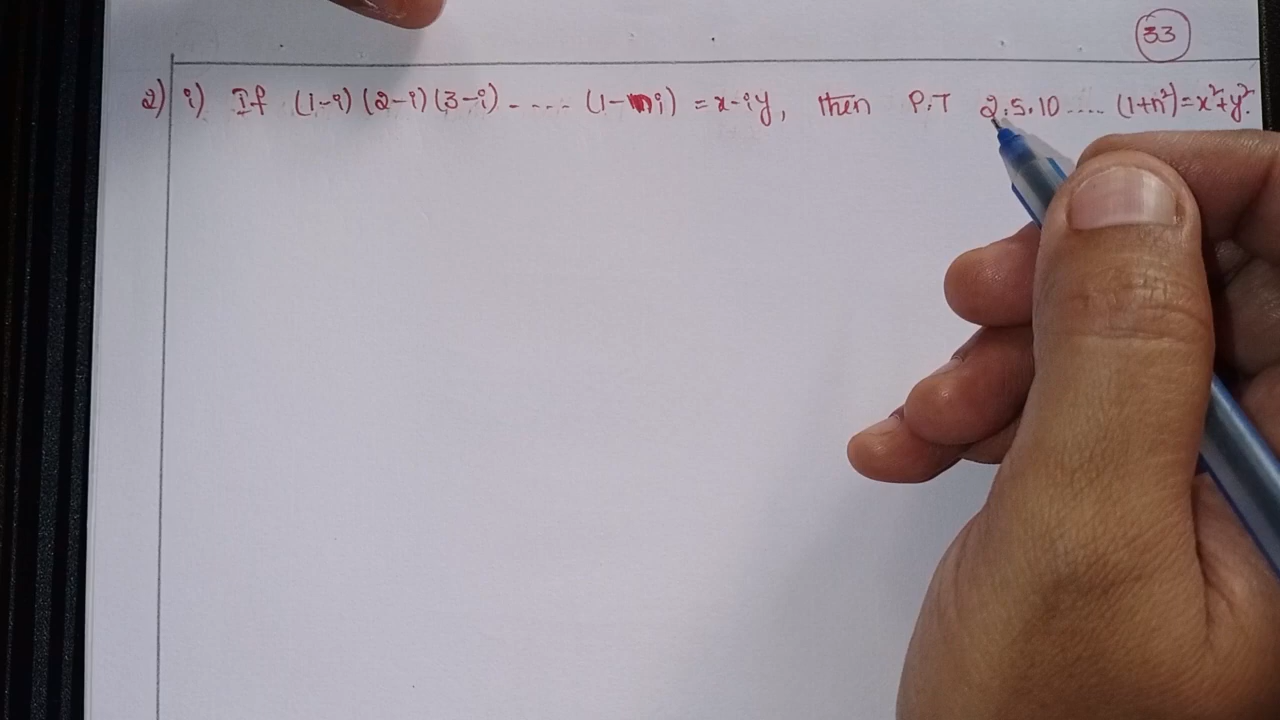 33
2) i) If (1-i)(2-i)(3-i)-----(1-ni) = x-iy, then P.T 2.5.10.....(1+n²)=x²+y².